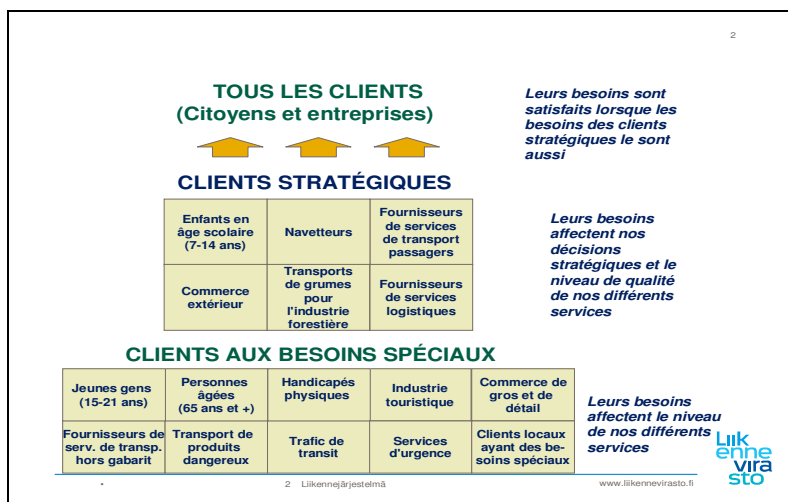 2
TOUS LES CLIENTS
(Citoyens et entreprises)
Leurs besoins sont
satisfaits lorsque les
besoins des clients
stratégiques le sont
aussi
CLIENTS STRATÉGIQUES
Enfants en
âge scolaire
(7-14 ans)
Navetteurs
Fournisseurs
de services
de transport
passagers
Commerce
extérieur
Transports
de grumes
pour
l'industrie
forestière
Fournisseurs
de services
logistiques
Leurs besoins
affectent nos
décisions
stratégiques et le
niveau de qualité
de nos différents
services
CLIENTS AUX BESOINS SPÉCIAUX
Jeunes gens
(15-21 ans)
Personnes
âgées
(65 ans et +)
Handicapés
physiques
Industrie
touristique
Commerce de
gros et de
détail
Fournisseurs de
serv. de transp.
hors gabarit
Transport de
produits
dangereux
Trafic de
transit
Services
d'urgence
Clients locaux
ayant des be-
soins spéciaux
Leurs besoins
affectent le niveau
de nos différents
services
Liik
enne
vira
sto
• 2 Liikennejärjestelmä www.liikennevirasto.fi